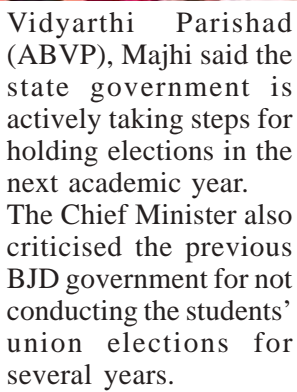 Vidyarthi Parishad
(ABVP), Majhi said the
state government is
actively taking steps for
holding elections in the
next academic year.
The Chief Minister also
criticised the previous
BJD government for not
conducting the students’
union elections for
several years.